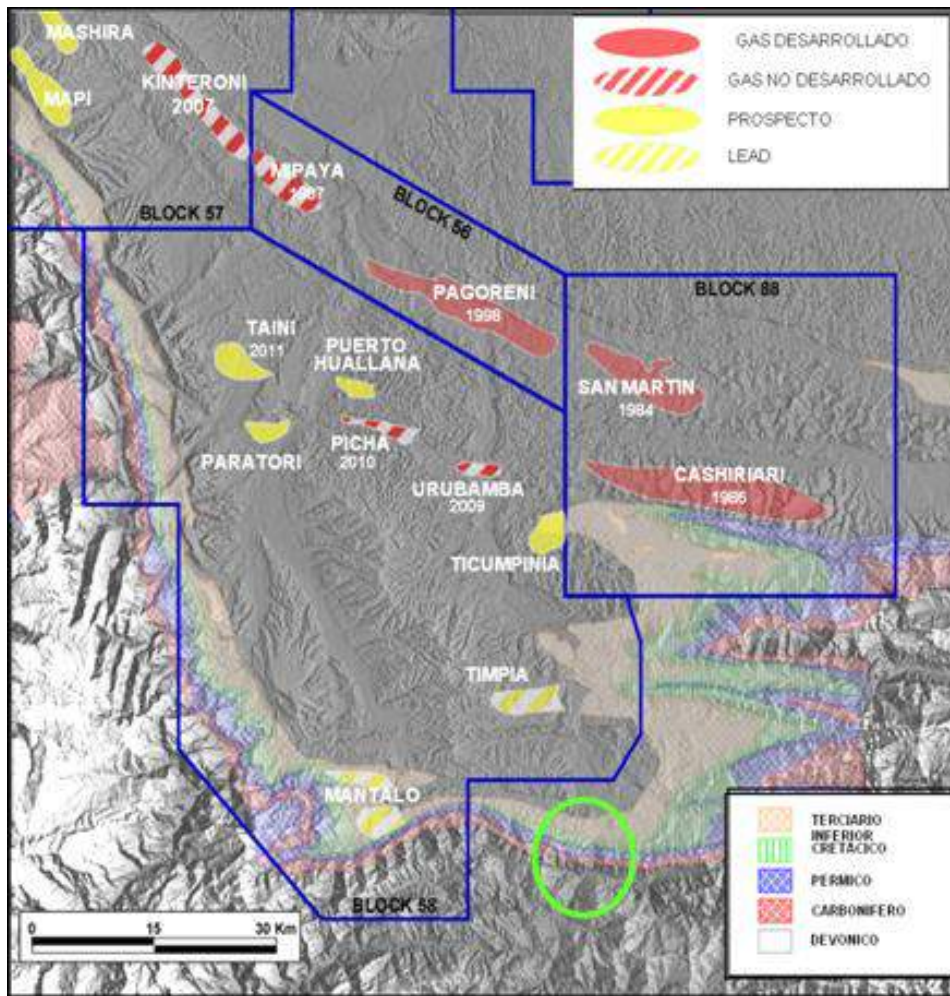 MASHIRA
MAPI
KINTERONI
2007
MIPAYA
BLOCK 57
BLOCK 56
PAGORENI
1998
BLOCK 88
SAN MARTIN
1984
CASHIRIARI
1986
TAINI
2011
PUERTO
HUALLANA
PARATORI
PICHA
2010
URUBAMBA
2009
TICUMPINIA
TIMPIA
MANTALO
BLOCK 58
0 15 30 Km
GAS DESARROLLADO
GAS NO DESARROLLADO
PROSPECTO
LEAD
TERCIARIO
INFERIOR
CRETACICO
PERMICO
CARBONIFERO
DEVONICO